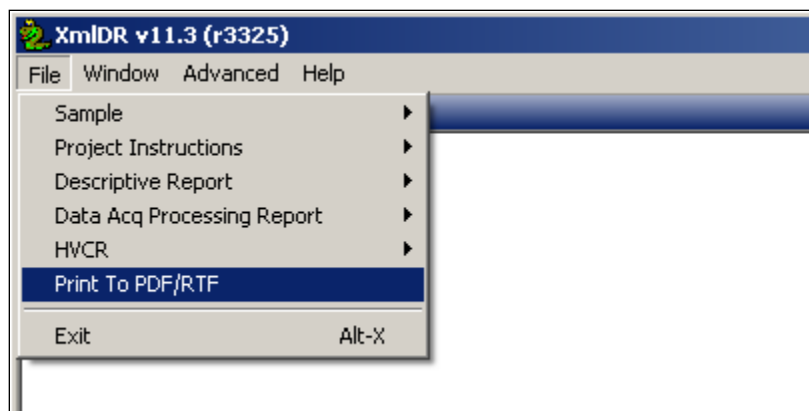 XmlDR v11.3 (r3325)
File Window Advanced Help
Sample
Project Instructions
Descriptive Report
Data Acq Processing Report
HVCR
Print To PDF/RTF
Exit Alt-X